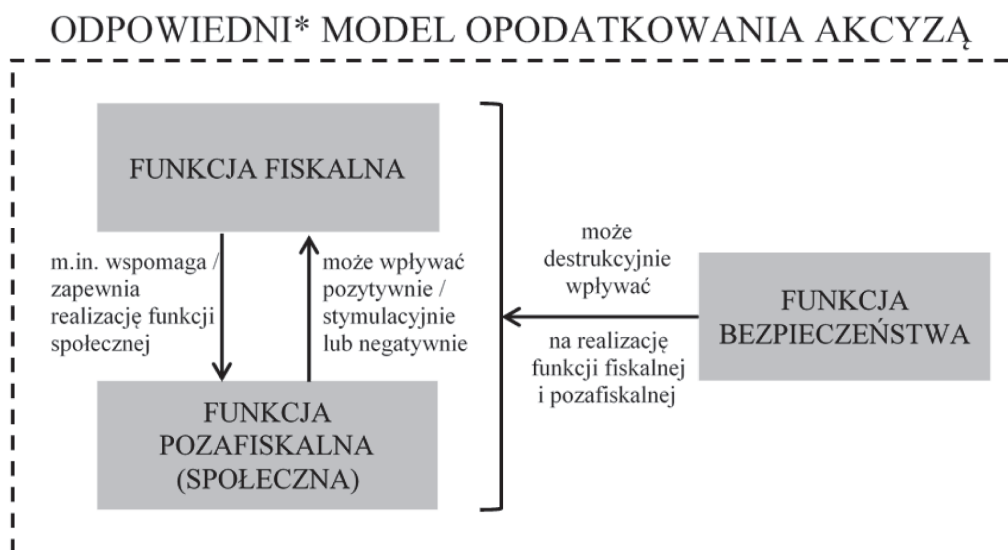 ODPOWIEDNI* MODEL OPODATKOWANIA AKCYZĄ
FUNKCJA FISKALNA
m.in. wspomaga /
zapewnia
realizację funkcji
społecznej
może wpływać
pozytywnie /
stymulacyjnie
lub negatywnie
FUNKCJA
POZAFISKALNA
(SPOŁECZNA)
może
destrukcyjnie
wpływać
na realizację
funkcji fiskalnej
i pozafiskalnej
FUNKCJA
BEZPIECZEŃSTWA